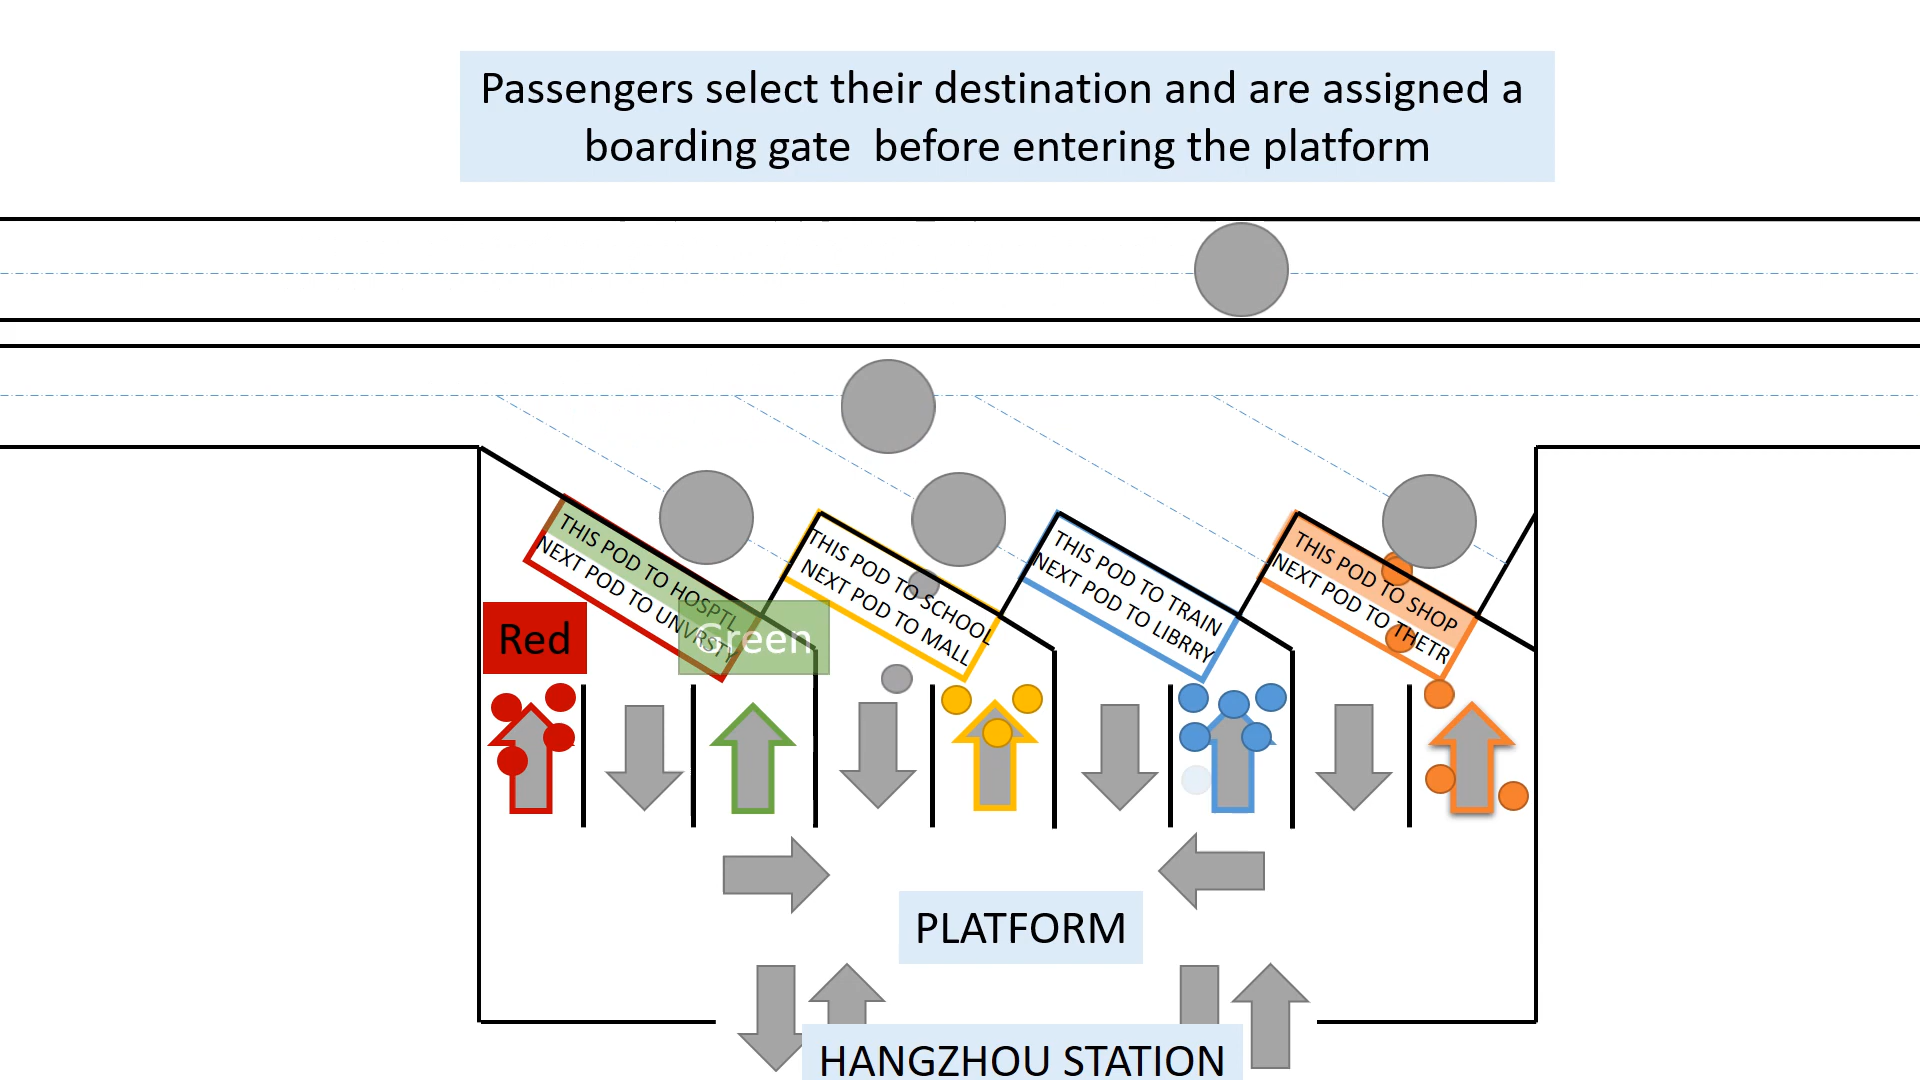 Passengers select their destination and are assigned a
boarding gate before entering the platform
THIS POD TO HOSPTL
NEXT POD TO UNVRSTY
THIS POD TO SCHOOL
NEXT POD TO MALL
THIS POD TO TRAIN
NEXT POD TO LIBRRY
THIS POD TO SHOP
NEXT POD TO THETR
Red
Green
PLATFORM
HANGZHOU STATION